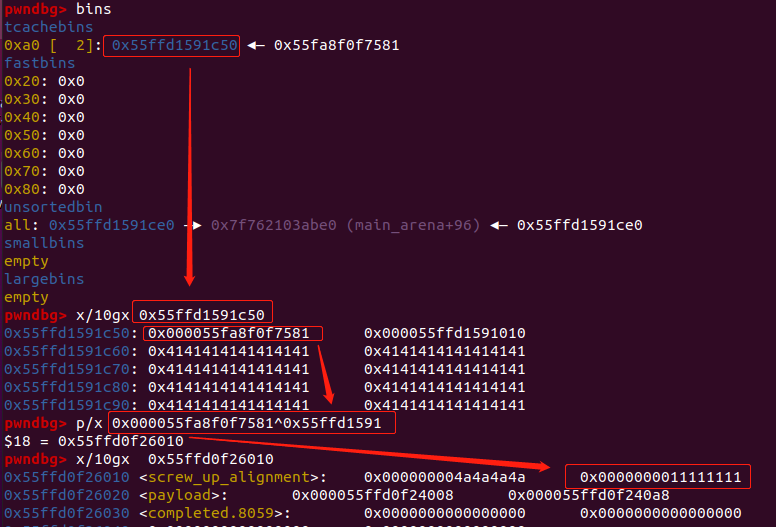 pwndbg> bins
tcachebins
0xa0 [  2]: 0x55ffd1591c50 ◂— 0x55fa8f0f7581
fastbins
0x20: 0x0
0x30: 0x0
0x40: 0x0
0x50: 0x0
0x60: 0x0
0x70: 0x0
0x80: 0x0
unsortedbin
all: 0x55ffd1591ce0 —▸ 0x7f762103abe0 (main_arena+96) ◂— 0x55ffd1591ce0
smallbins
empty
largebins
empty
pwndbg> x/10gx 0x55ffd1591c50
0x55ffd1591c50: 0x000055fa8f0f7581 0x000055ffd1591010
0x55ffd1591c60: 0x4141414141414141 0x4141414141414141
0x55ffd1591c70: 0x4141414141414141 0x4141414141414141
0x55ffd1591c80: 0x4141414141414141 0x4141414141414141
0x55ffd1591c90: 0x4141414141414141 0x4141414141414141
pwndbg> p/x 0x000055fa8f0f7581^0x55ffd1591
$18 = 0x55ffd0f26010
pwndbg> x/10gx  0x55ffd0f26010
0x55ffd0f26010 <screw_up_alignment>: 0x000000004a4a4a4a 0x0000000011111111
0x55ffd0f26020 <payload>: 0x000055ffd0f24008 0x000055ffd0f240a8
0x55ffd0f26030 <completed.8059>: 0x0000000000000000 0x0000000000000000